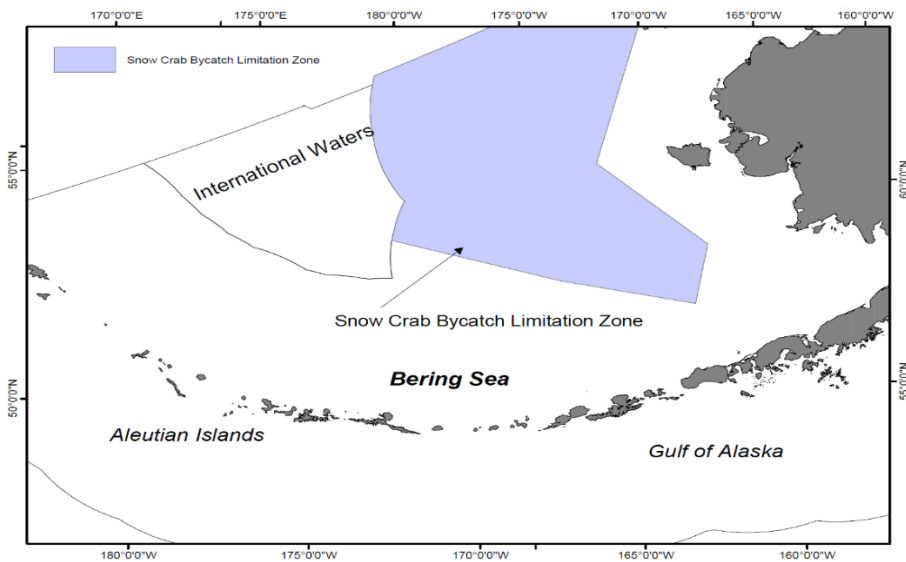 170°0'0"E
175°0'0"E
180°0'0"W
175°0'0"W
170°0'0"W
165°0'0"W
160°0'0"W
Snow Crab Bycatch Limitation Zone
International Waters
55°0'0"N
60°0'0"N
Snow Crab Bycatch Limitation Zone
Bering Sea
50°0'0"N
55°0'0"N
Aleutian Islands
Gulf of Alaska
180°0'0"W
175°0'0"W
170°0'0"W
165°0'0"W
160°0'0"W